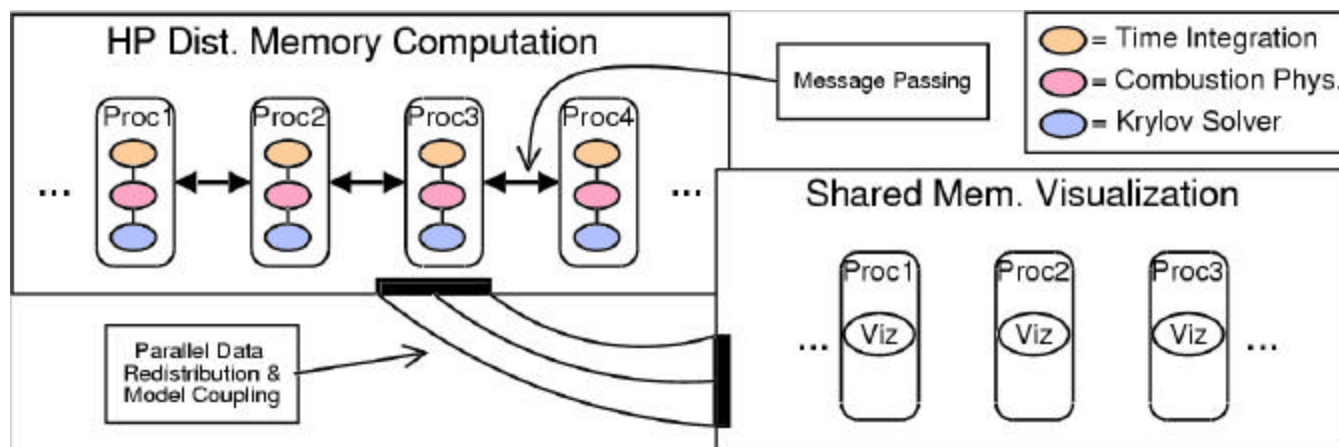 HP Dist. Memory Computation
Proc1
Proc2
Proc3
Proc4
...
...
Message Passing
= Time Integration
= Combustion Phys.
= Krylov Solver
Parallel Data
Redistribution &
Model Coupling
Shared Mem. Visualization
Proc1
Proc2
Proc3
...
Viz
Viz
Viz
...